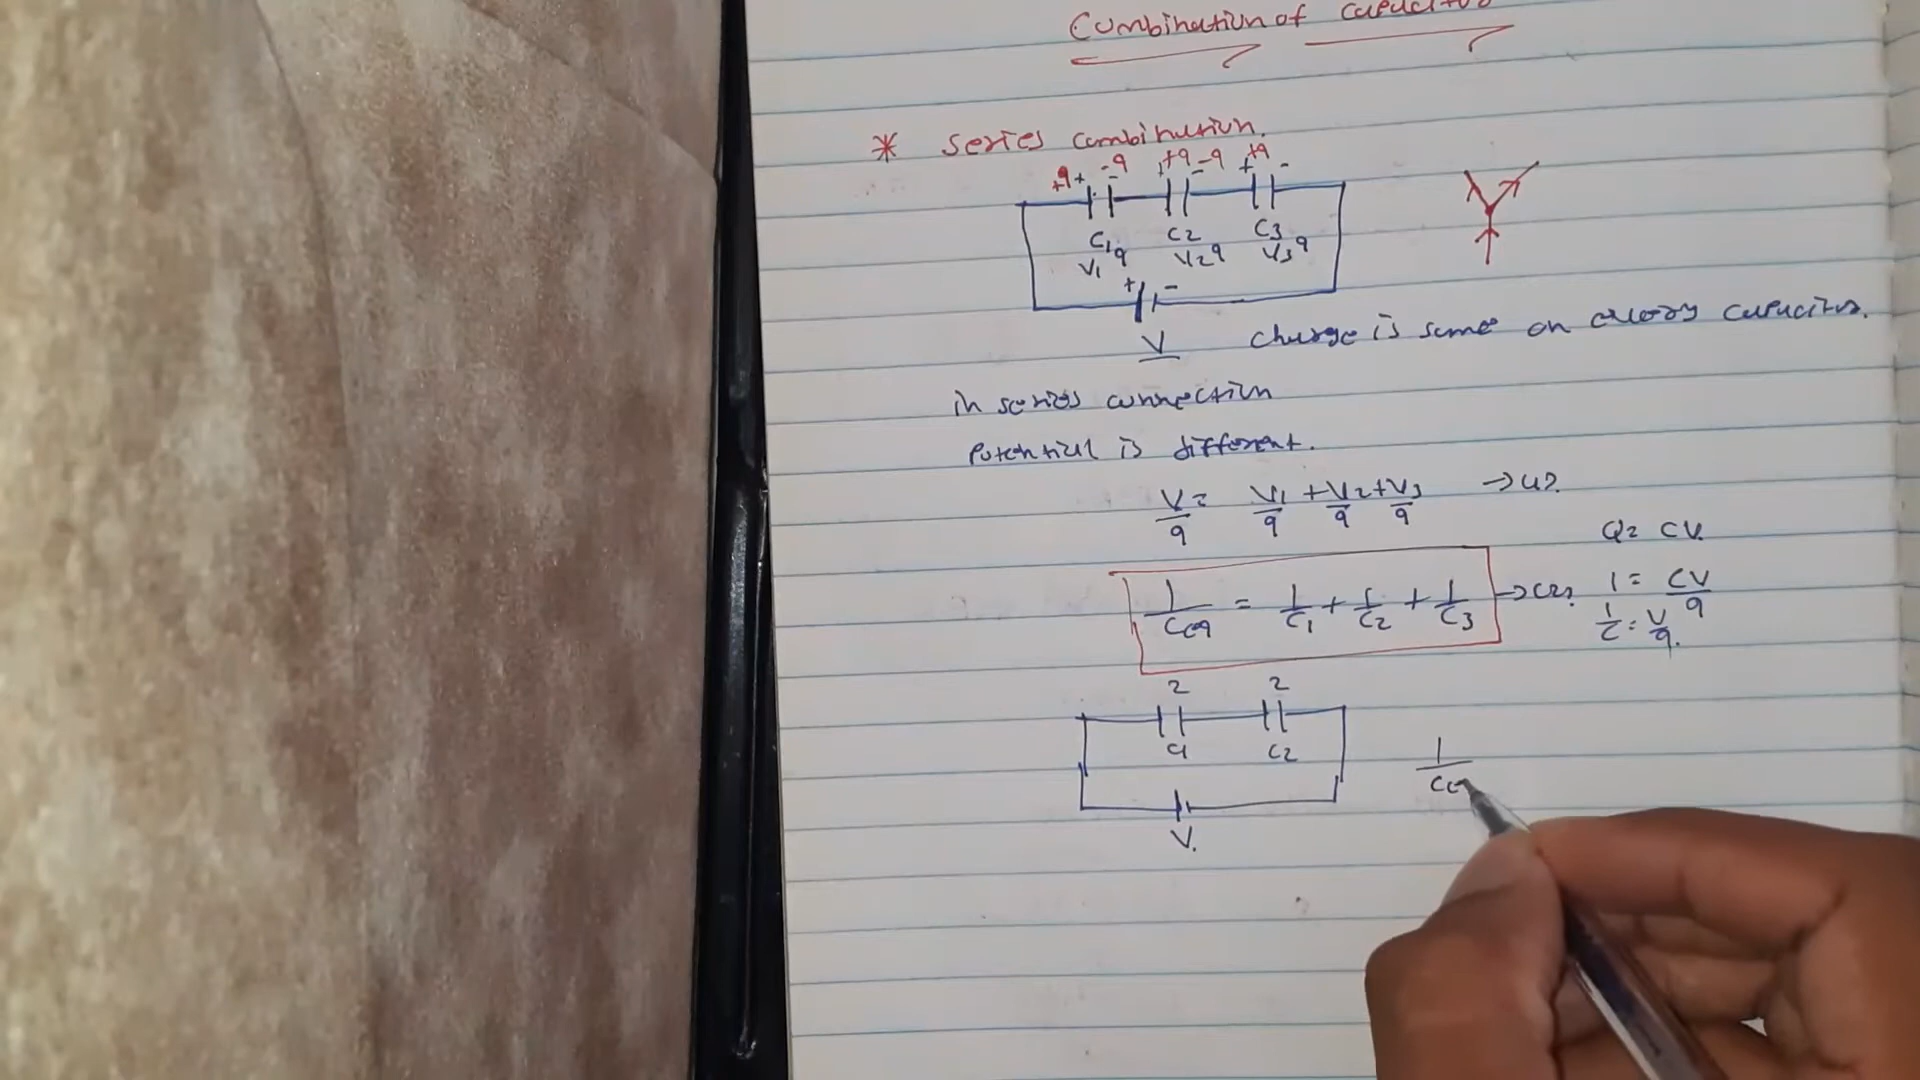 Combination of capacitor
* Series combination.
+q + -q - + +q -q + +q -
C1 q C2 C3
V1 V2 q V3 q
+ -
V Charge is same on every capacitor.
in series connection
Potential is different.
V/q = V1/q + V2/q + V3/q →(1)
Q = CV.
1/Ceq = 1/C1 + 1/C2 + 1/C3 →(2) 1 = CV/q
1/C = V/q.
2 2
C1 C2
1/Ce
V.